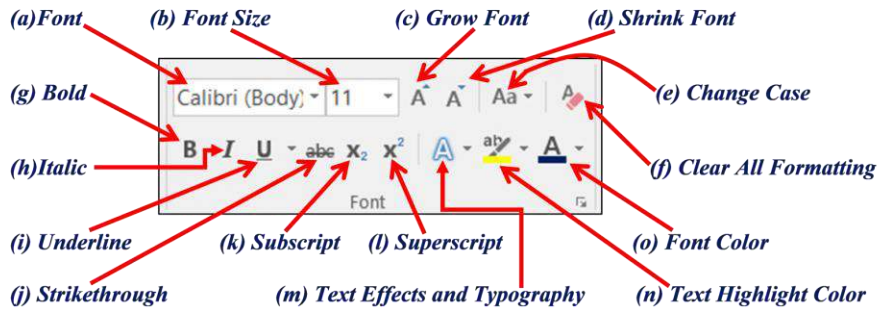 (a)Font (b) Font Size (c) Grow Font (d) Shrink Font
Calibri (Body) 11 A A Aa A
(g) Bold (e) Change Case
B I U abc X₂ X² A ab A
(h)Italic (f) Clear All Formatting
Font
(i) Underline (k) Subscript (l) Superscript (o) Font Color
(j) Strikethrough (m) Text Effects and Typography (n) Text Highlight Color